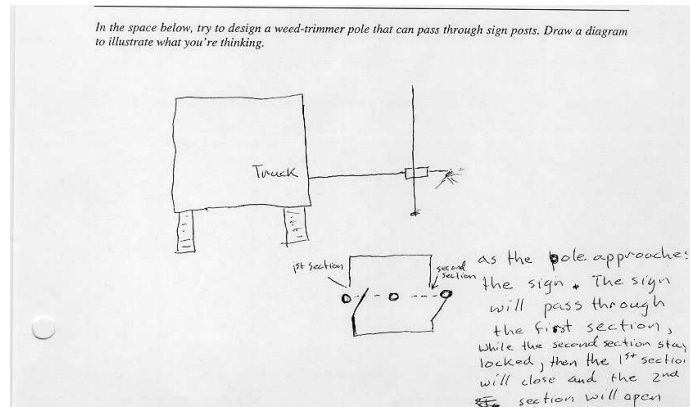 In the space below, try to design a weed-trimmer pole that can pass through sign posts. Draw a diagram
to illustrate what you're thinking.
Truck
1st section
second
section
as the pole approaches
the sign. The sign
will pass through
the first section,
while the second section stay
locked, then the 1st sectio
will close and the 2nd
section will open